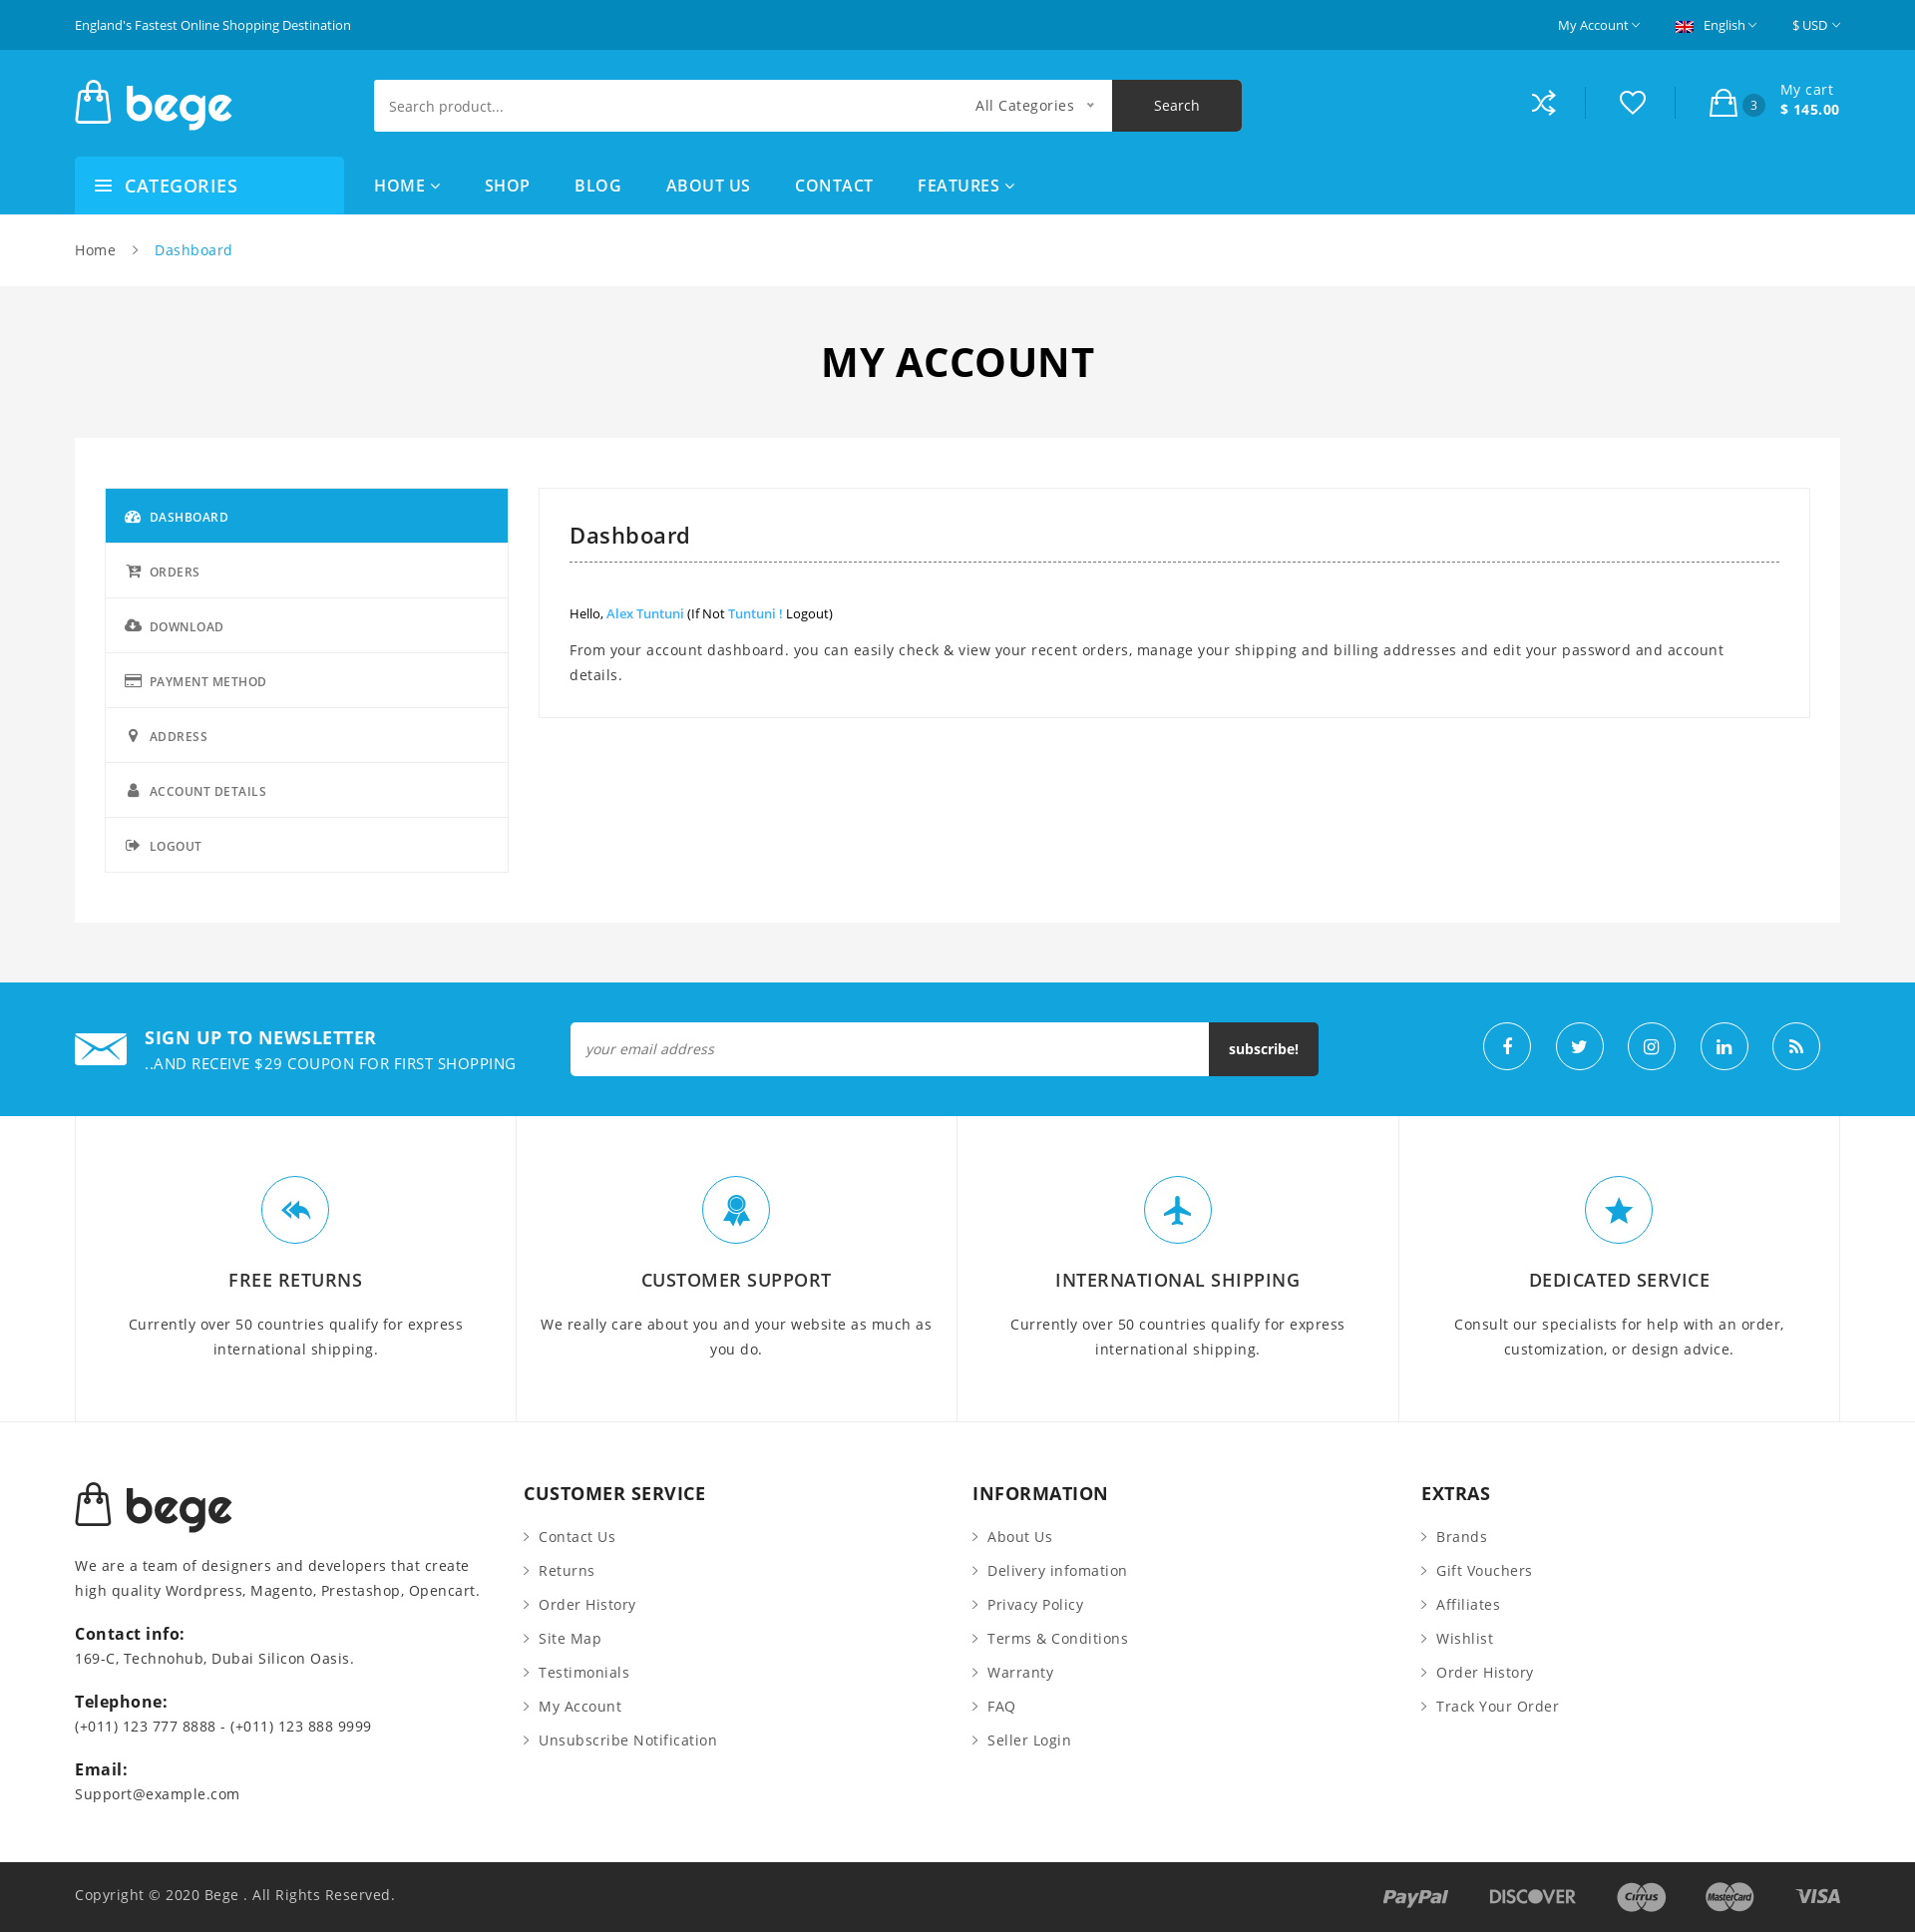 England's Fastest Online Shopping Destination
My Account
English
$ USD
bege
Search product...
All Categories
Search
3
My cart
$ 145.00
CATEGORIES
HOME
SHOP
BLOG
ABOUT US
CONTACT
FEATURES
Home
Dashboard
MY ACCOUNT
DASHBOARD
ORDERS
DOWNLOAD
PAYMENT METHOD
ADDRESS
ACCOUNT DETAILS
LOGOUT
Dashboard
Hello, Alex Tuntuni (If Not Tuntuni ! Logout)
From your account dashboard. you can easily check & view your recent orders, manage your shipping and billing addresses and edit your password and account
details.
SIGN UP TO NEWSLETTER
..AND RECEIVE $29 COUPON FOR FIRST SHOPPING
your email address
subscribe!
FREE RETURNS
Currently over 50 countries qualify for express
international shipping.
CUSTOMER SUPPORT
We really care about you and your website as much as
you do.
INTERNATIONAL SHIPPING
Currently over 50 countries qualify for express
international shipping.
DEDICATED SERVICE
Consult our specialists for help with an order,
customization, or design advice.
bege
We are a team of designers and developers that create
high quality Wordpress, Magento, Prestashop, Opencart.
Contact info:
169-C, Technohub, Dubai Silicon Oasis.
Telephone:
(+011) 123 777 8888 - (+011) 123 888 9999
Email:
Support@example.com
CUSTOMER SERVICE
Contact Us
Returns
Order History
Site Map
Testimonials
My Account
Unsubscribe Notification
INFORMATION
About Us
Delivery infomation
Privacy Policy
Terms & Conditions
Warranty
FAQ
Seller Login
EXTRAS
Brands
Gift Vouchers
Affiliates
Wishlist
Order History
Track Your Order
Copyright © 2020 Bege . All Rights Reserved.
PayPal
DISCOVER
Cirrus
MasterCard
VISA